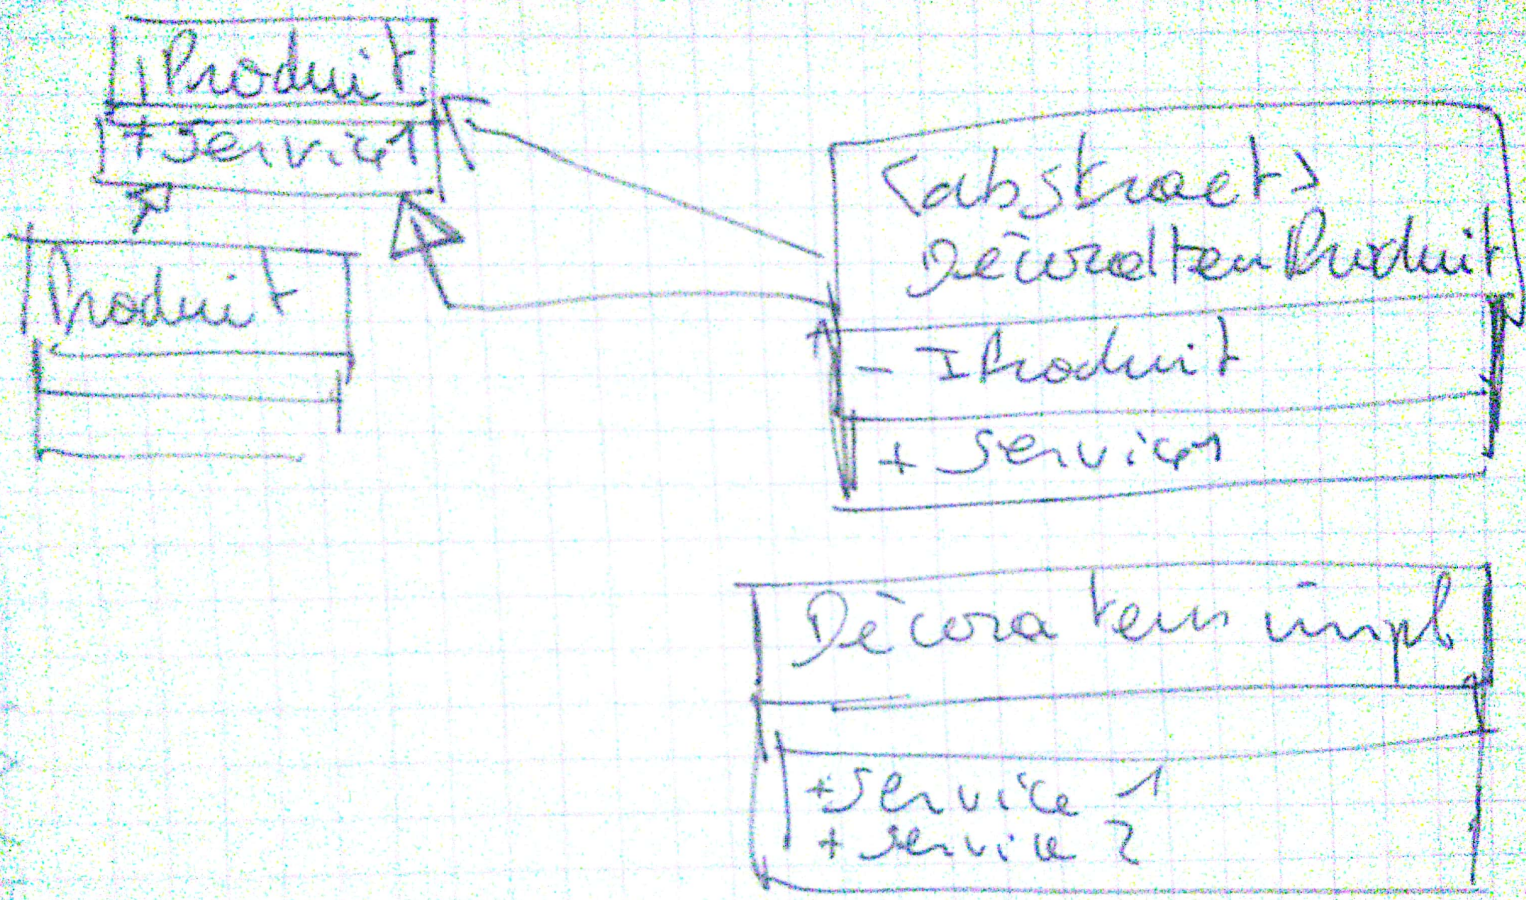 IProduit
+ Service1
Produit
<abstract>
DécorateurProduit
- IProduit
+ Service1
Décorateur impl
+ Service 1
+ service 2